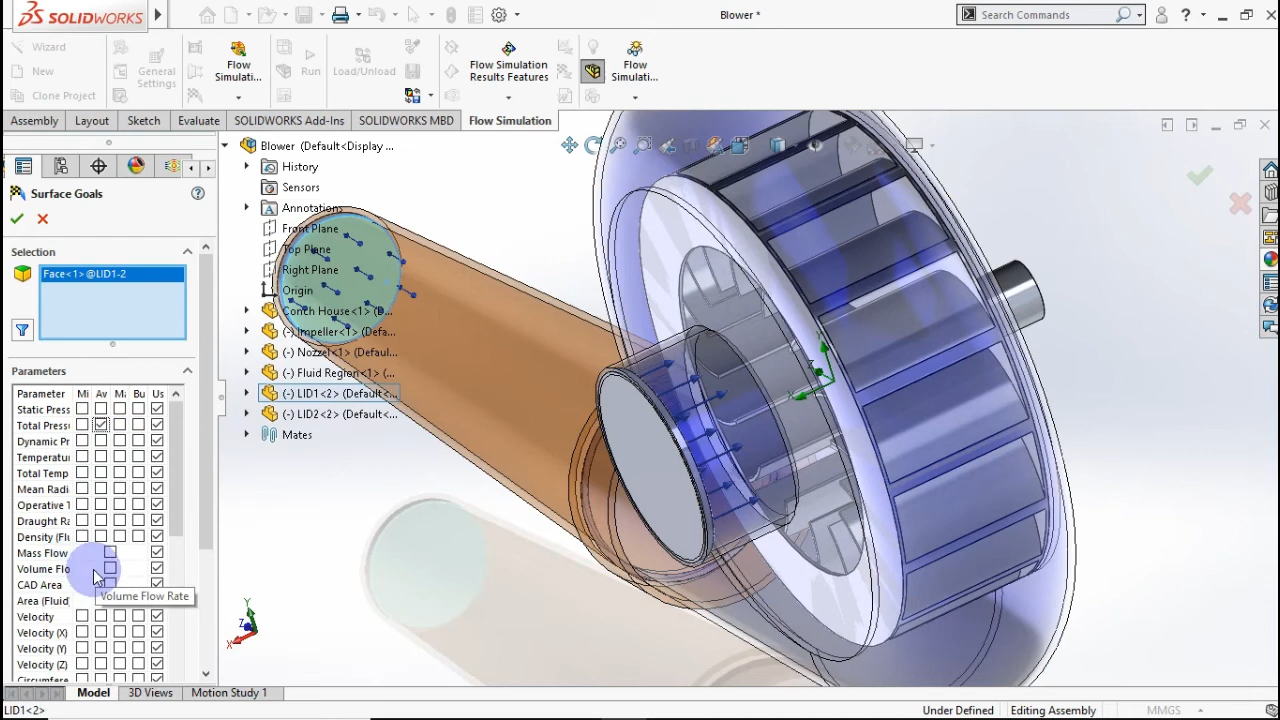 SOLIDWORKS
Blower *
Search Commands
?
Wizard
New
Clone Project
General Settings
Flow Simulati...
Run
Load/Unload
Flow Simulation Results Features
Flow Simulati...
Assembly
Layout
Sketch
Evaluate
SOLIDWORKS Add-Ins
SOLIDWORKS MBD
Flow Simulation
Surface Goals
?
Selection
Face<1>@LID1-2
Parameters
Parameter Mi Av Ma Bu Us
Static Press
Total Pressu
Dynamic Pr
Temperatu
Total Temp
Mean Radi
Operative T
Draught Ra
Density (Flu
Mass Flow
Volume Flo
CAD Area
Area (Fluid)
Velocity
Velocity (X)
Velocity (Y)
Velocity (Z)
Circumfere
Volume Flow Rate
Blower (Default<Display ...
History
Sensors
Annotation
Front Plane
Top Plane
Right Plane
Origin
Conch House<1> (D...
(-) Impeller<1> (Defa...
(-) Nozzel<1> (Defaul...
(-) Fluid Region<1> (...
(-) LID1<2> (Default<...
(-) LID2<2> (Default<...
Mates
Y
Z
X
Model
3D Views
Motion Study 1
LID1<2>
Under Defined
Editing Assembly
MMGS